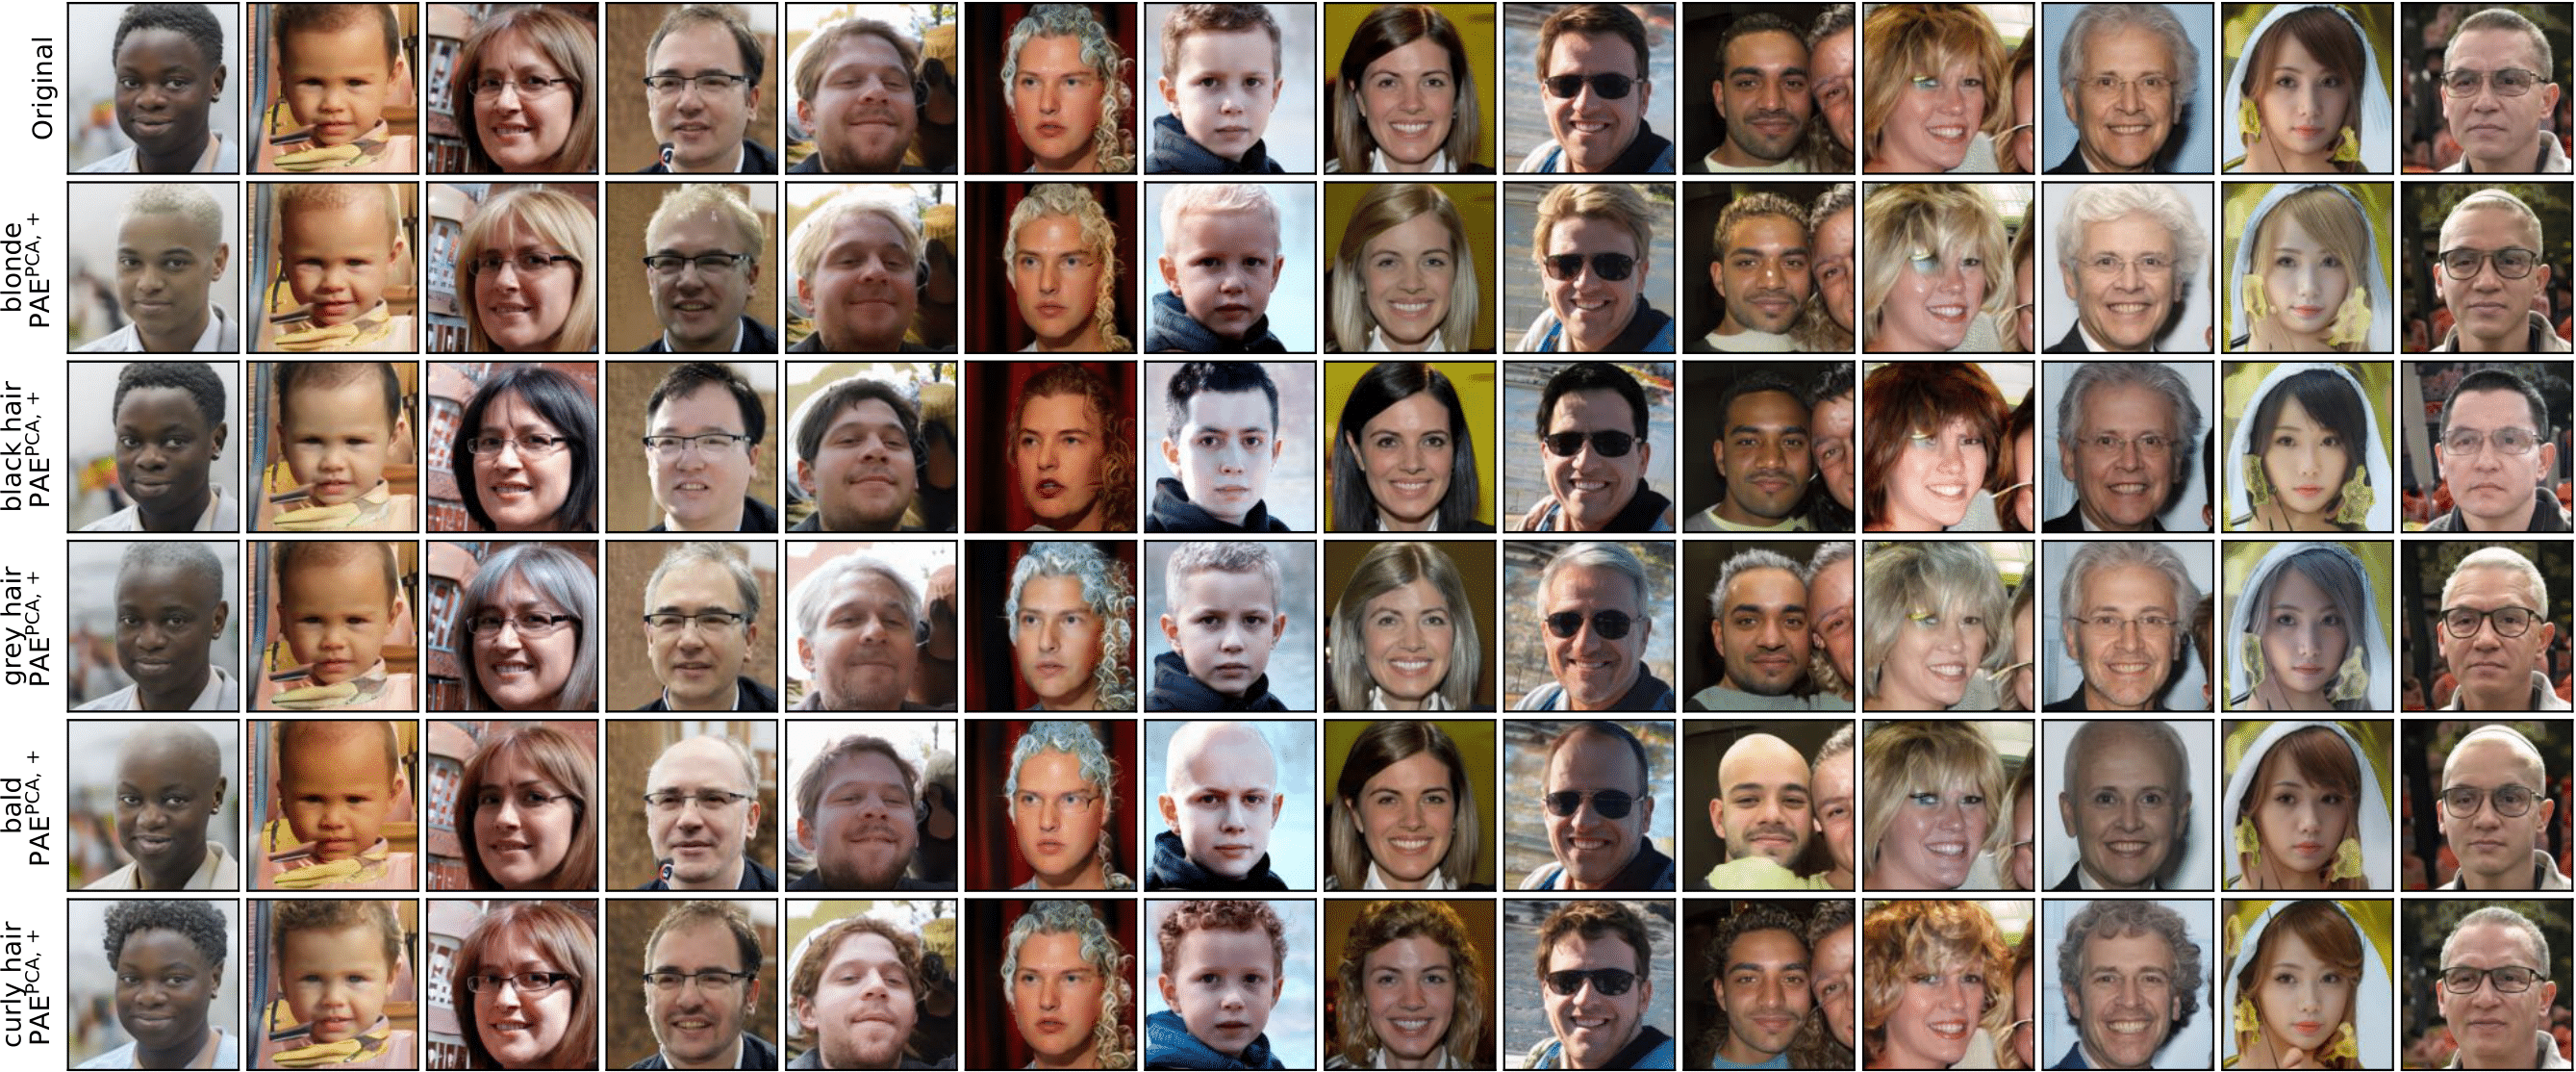 Original
blonde
PAE^PCA, +
black hair
PAE^PCA, +
grey hair
PAE^PCA, +
bald
PAE^PCA, +
curly hair
PAE^PCA, +